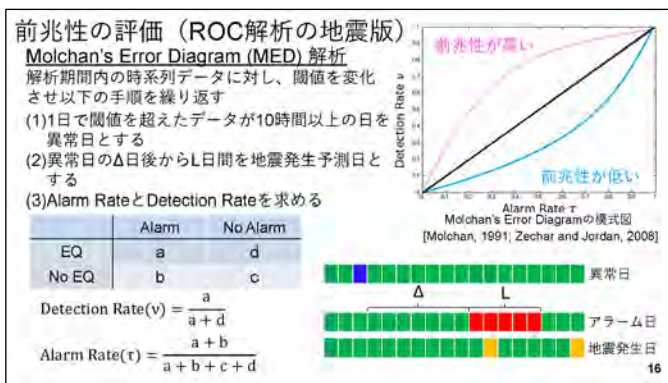 前兆性の評価（ROC解析の地震版）
Molchan's Error Diagram (MED) 解析
解析期間内の時系列データに対し、閾値を変化
させ以下の手順を繰り返す
(1)1日で閾値を超えたデータが10時間以上の日を
異常日とする
(2)異常日のΔ日後からL日間を地震発生予測日と
する
(3)Alarm RateとDetection Rateを求める
Alarm No Alarm
EQ a d
No EQ b c
Detection Rate(ν) = a / (a + d)
Alarm Rate(τ) = (a + b) / (a + b + c + d)
前兆性が高い
前兆性が低い
Detection Rate ν
Alarm Rate τ
Molchan's Error Diagramの模式図
[Molchan, 1991; Zechar and Jordan, 2008]
異常日
Δ L
アラーム日
地震発生日
16